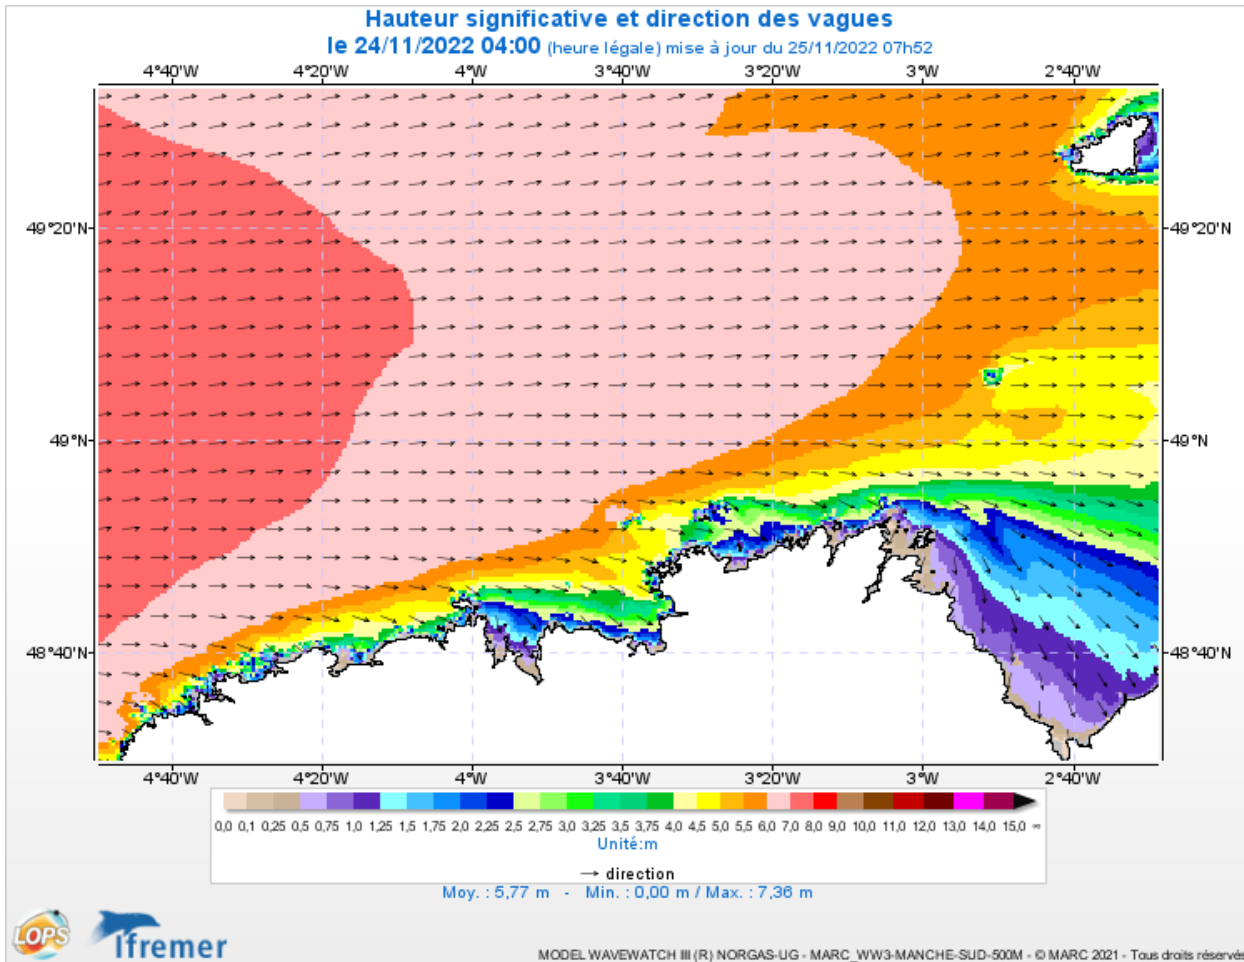 Hauteur significative et direction des vagues
le 24/11/2022 04:00 (heure légale) mise à jour du 25/11/2022 07h52
4°40'W 4°20'W 4°W 3°40'W 3°20'W 3°W 2°40'W
49°20'N 49°20'N
49°N 49°N
48°40'N 48°40'N
4°40'W 4°20'W 4°W 3°40'W 3°20'W 3°W 2°40'W
0,0 0,1 0,25 0,5 0,75 1,0 1,25 1,5 1,75 2,0 2,25 2,5 2,75 3,0 3,25 3,5 3,75 4,0 4,5 5,0 5,5 6,0 7,0 8,0 9,0 10,0 11,0 12,0 13,0 14,0 15,0 ∞
Unité:m
→ direction
Moy. : 5,77 m - Min. : 0,00 m / Max. : 7,36 m
LOPS
Ifremer
MODEL WAVEWATCH III (R) NORGAS-UG - MARC_WW3-MANCHE-SUD-500M - © MARC 2021 - Tous droits réservés